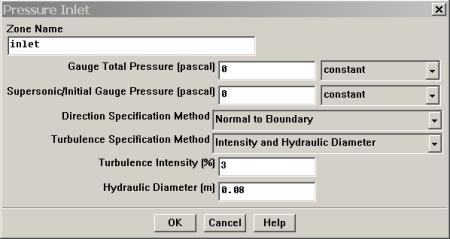 Pressure Inlet
Zone Name
inlet
Gauge Total Pressure (pascal) 0 constant
Supersonic/Initial Gauge Pressure (pascal) 0 constant
Direction Specification Method Normal to Boundary
Turbulence Specification Method Intensity and Hydraulic Diameter
Turbulence Intensity (%) 3
Hydraulic Diameter (m) 0.08
OK Cancel Help